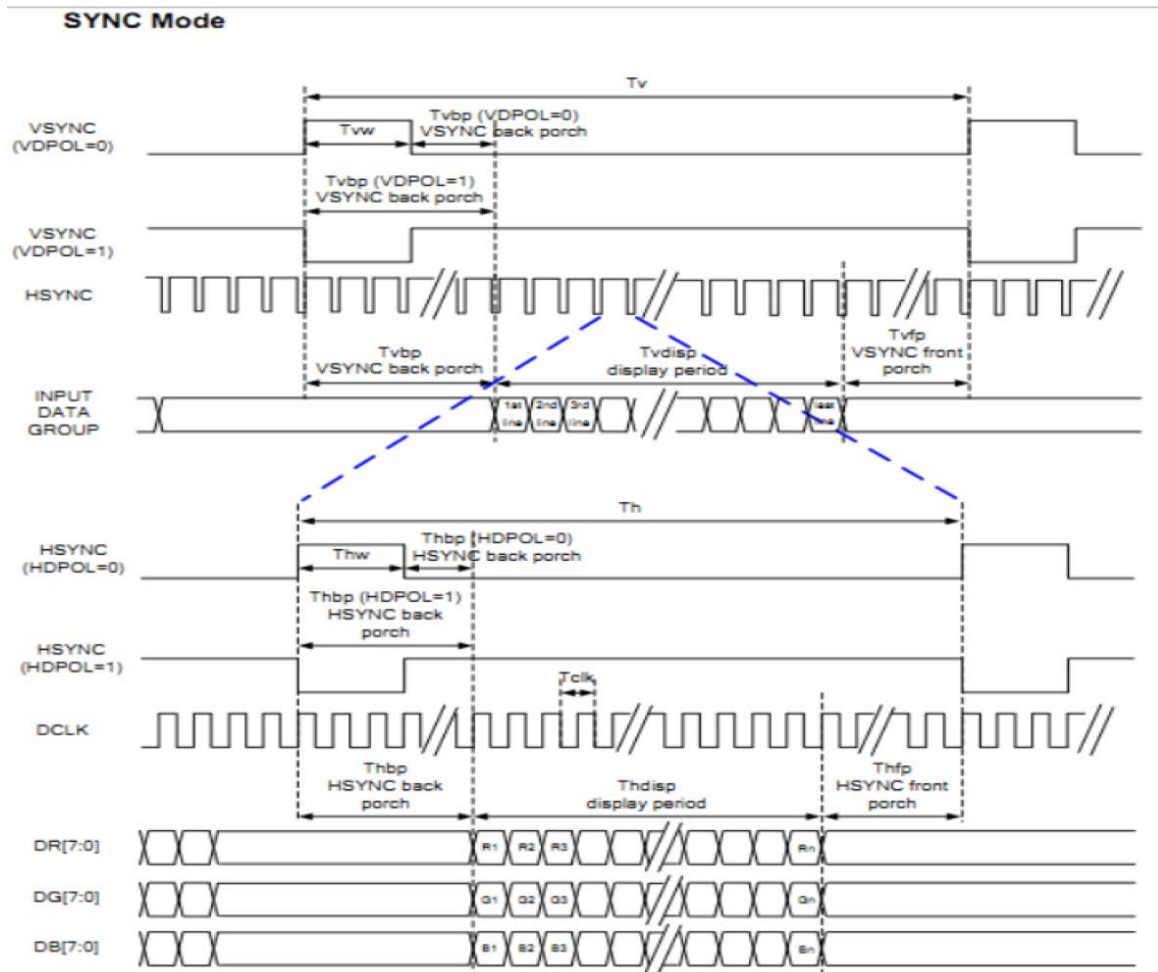 SYNC Mode
Tv
VSYNC
(VDPOL=0)
Tvw
Tvbp (VDPOL=0)
VSYNC back porch
Tvbp (VDPOL=1)
VSYNC back porch
VSYNC
(VDPOL=1)
HSYNC
Tvbp
VSYNC back porch
Tvdisp
display period
Tvfp
VSYNC front
porch
INPUT
DATA
GROUP
1st
line
2nd
line
3rd
line
last
line
Th
HSYNC
(HDPOL=0)
Thw
Thbp (HDPOL=0)
HSYNC back porch
Thbp (HDPOL=1)
HSYNC back
porch
HSYNC
(HDPOL=1)
Tclk
DCLK
Thbp
HSYNC back
porch
Thdisp
display period
Thfp
HSYNC front
porch
DR[7:0]
R1 R2 R3 Rn
DG[7:0]
G1 G2 G3 Gn
DB[7:0]
B1 B2 B3 Bn